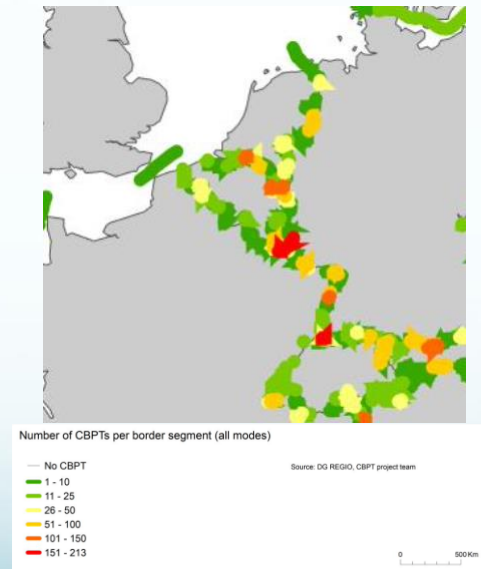 Number of CBPTs per border segment (all modes)
No CBPT
1 - 10
11 - 25
26 - 50
51 - 100
101 - 150
151 - 213
Source: DG REGIO, CBPT project team
0 500 Km